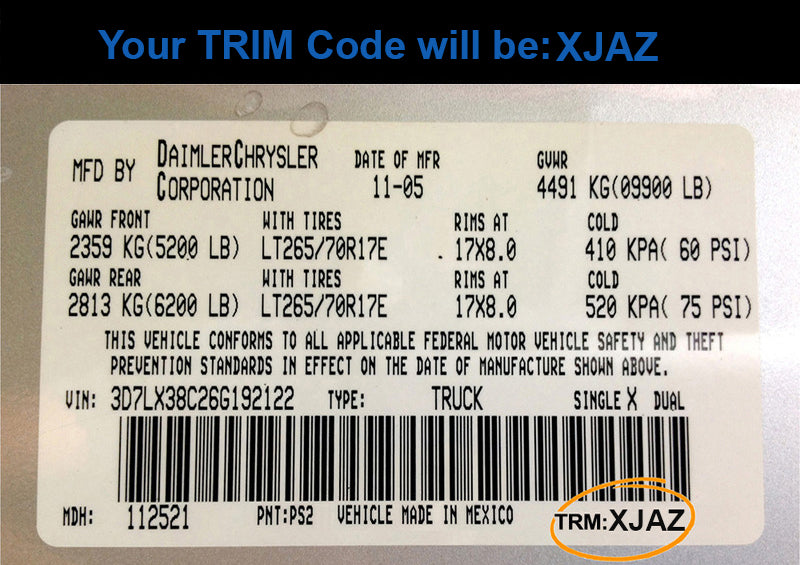 Your TRIM Code will be: XJAZ
MFD BY DAIMLERCHRYSLER CORPORATION DATE OF MFR 11-05 GVWR 4491 KG(09900 LB)
GAWR FRONT WITH TIRES RIMS AT COLD
2359 KG(5200 LB) LT265/70R17E . 17X8.0 410 KPA( 60 PSI)
GAWR REAR WITH TIRES RIMS AT COLD
2813 KG(6200 LB) LT265/70R17E 17X8.0 520 KPA( 75 PSI)
THIS VEHICLE CONFORMS TO ALL APPLICABLE FEDERAL MOTOR VEHICLE SAFETY AND THEFT
PREVENTION STANDARDS IN EFFECT ON THE DATE OF MANUFACTURE SHOWN ABOVE.
VIN: 3D7LX38C26G192122 TYPE: TRUCK SINGLE X DUAL
MDH: 112521 PNT:PS2 VEHICLE MADE IN MEXICO TRM:XJAZ